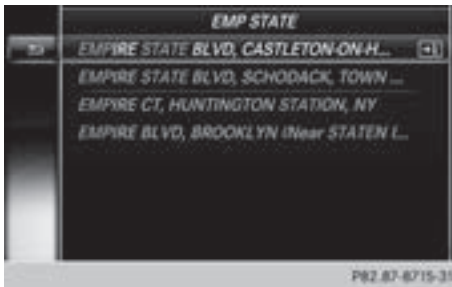 EMP STATE
EMPIRE STATE BLVD, CASTLETON-ON-H...
EMPIRE STATE BLVD, SCHODACK, TOWN ...
EMPIRE CT, HUNTINGTON STATION, NY
EMPIRE BLVD, BROOKLYN (Near STATEN I...
P82.87-8715-31